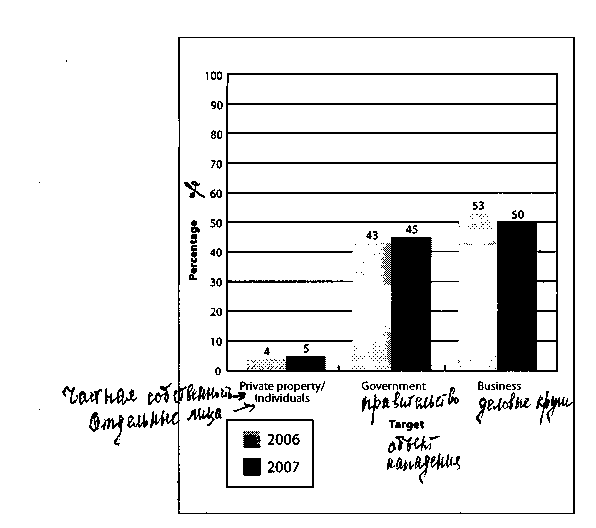 100
90
80
70
60
50
40
30
20
10
0
Percentage %
4
5
43
45
53
50
Private property/
Individuals
Government
Business
Частная собственность
Отдельные лица
правительство
деловые круги
Target
объект
нападения
2006
2007